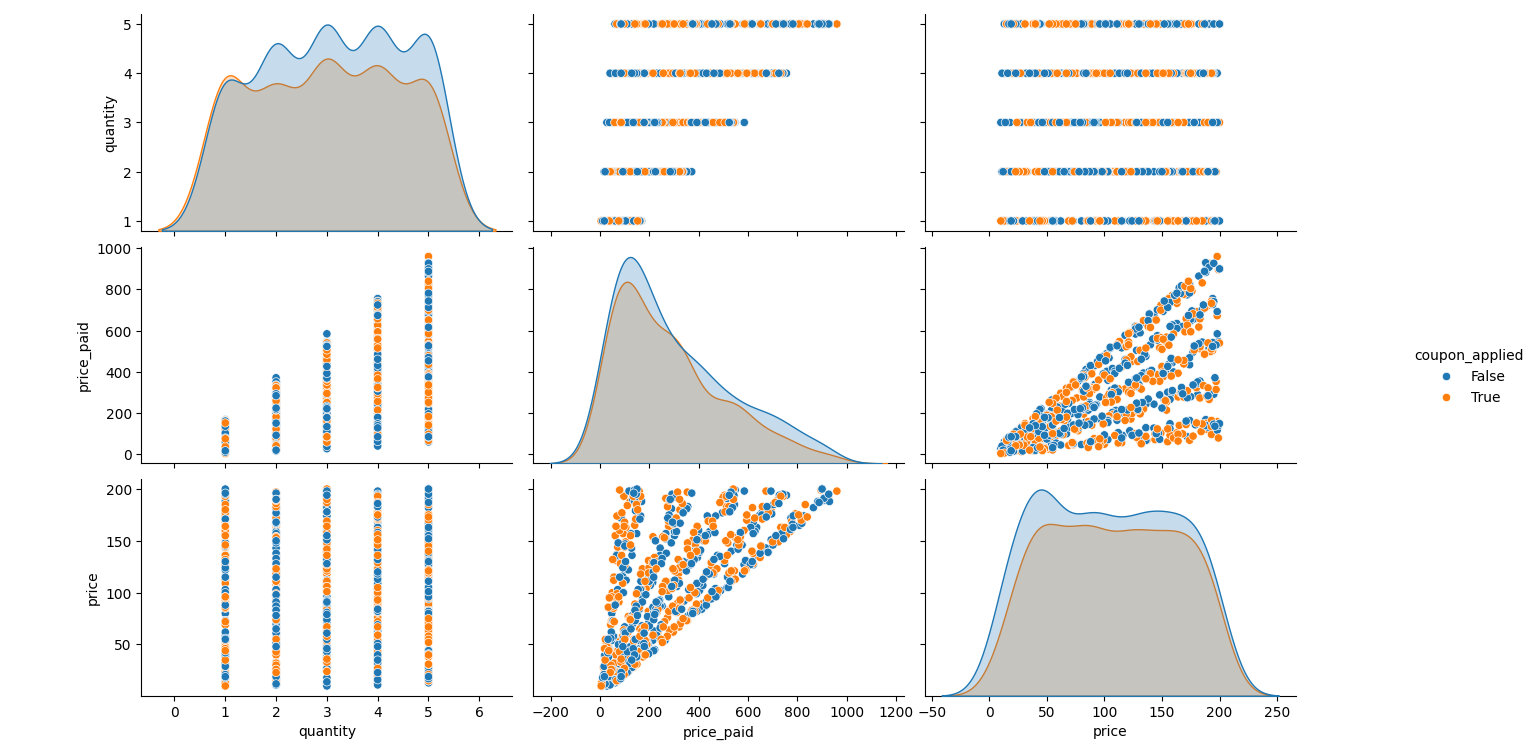 5
4
3
2
1
quantity
1000
800
600
400
200
0
price_paid
coupon_applied
False
True
200
150
100
50
price
0 1 2 3 4 5 6
quantity
−200 0 200 400 600 800 1000 1200
price_paid
−50 0 50 100 150 200 250
price